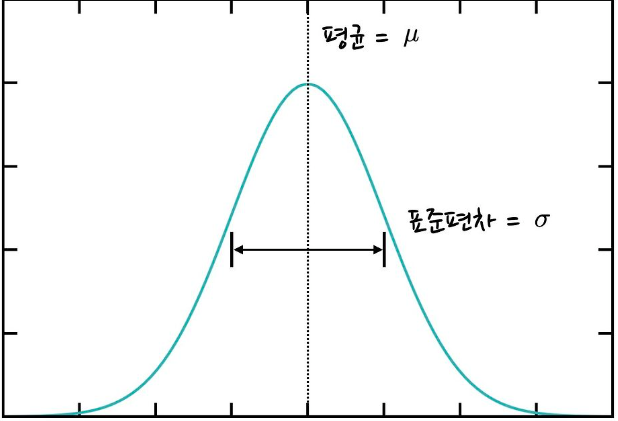 평균 = μ
표준편차 = σ